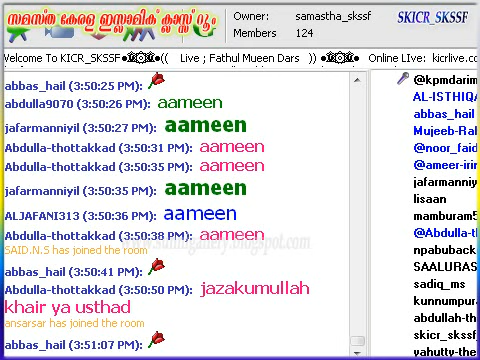 സമസ്ത കേരള ഇസ്ലാമിക് ക്ലാസ്സ് റൂം
Owner: samastha_skssf
SKICR_SKSSF
Members 124
Welcome To KICR_SKSSF (( Live ; Fathul Mueen Dars )) Online LIve: kicrlive.co
abbas_hail (3:50:25 PM):
abdulla9070 (3:50:26 PM): aameen
jafarmanniyil (3:50:27 PM): aameen
Abdulla-thottakkad (3:50:31 PM): aameen
Abdulla-thottakkad (3:50:35 PM): aameen
jafarmanniyil (3:50:35 PM): aameen
ALJAFANI313 (3:50:36 PM): aameen
Abdulla-thottakkad (3:50:38 PM): aameen
SAID.N.S has joined the room
abbas_hail (3:50:41 PM):
Abdulla-thottakkad (3:50:50 PM): jazakumullah
khair ya usthad
ansarsar has joined the room
abbas_hail (3:51:07 PM):
@kpmdarim
AL-ISTHIQA
abbas_hail
Mujeeb-Rah
@noor_faid
@ameer-irin
jafarmanniy
lisaan
mamburam5
@Abdulla-th
npabuback
SAALURAS
sadiq_ms
kunnumpur
abdullah-th
skicr_skssf
yahutty-the